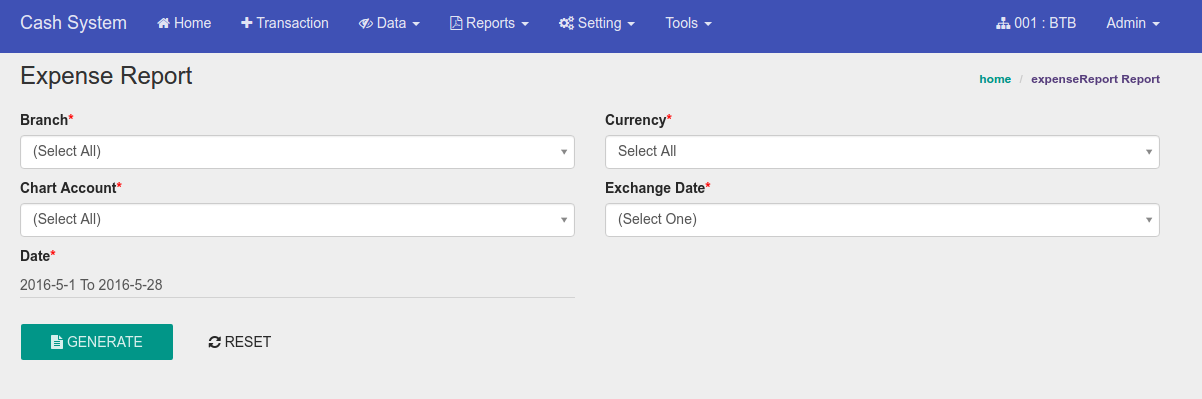 Cash System Home Transaction Data Reports Setting Tools 001 : BTB Admin
Expense Report home / expenseReport Report
Branch* Currency*
(Select All) Select All
Chart Account* Exchange Date*
(Select All) (Select One)
Date*
2016-5-1 To 2016-5-28
GENERATE RESET